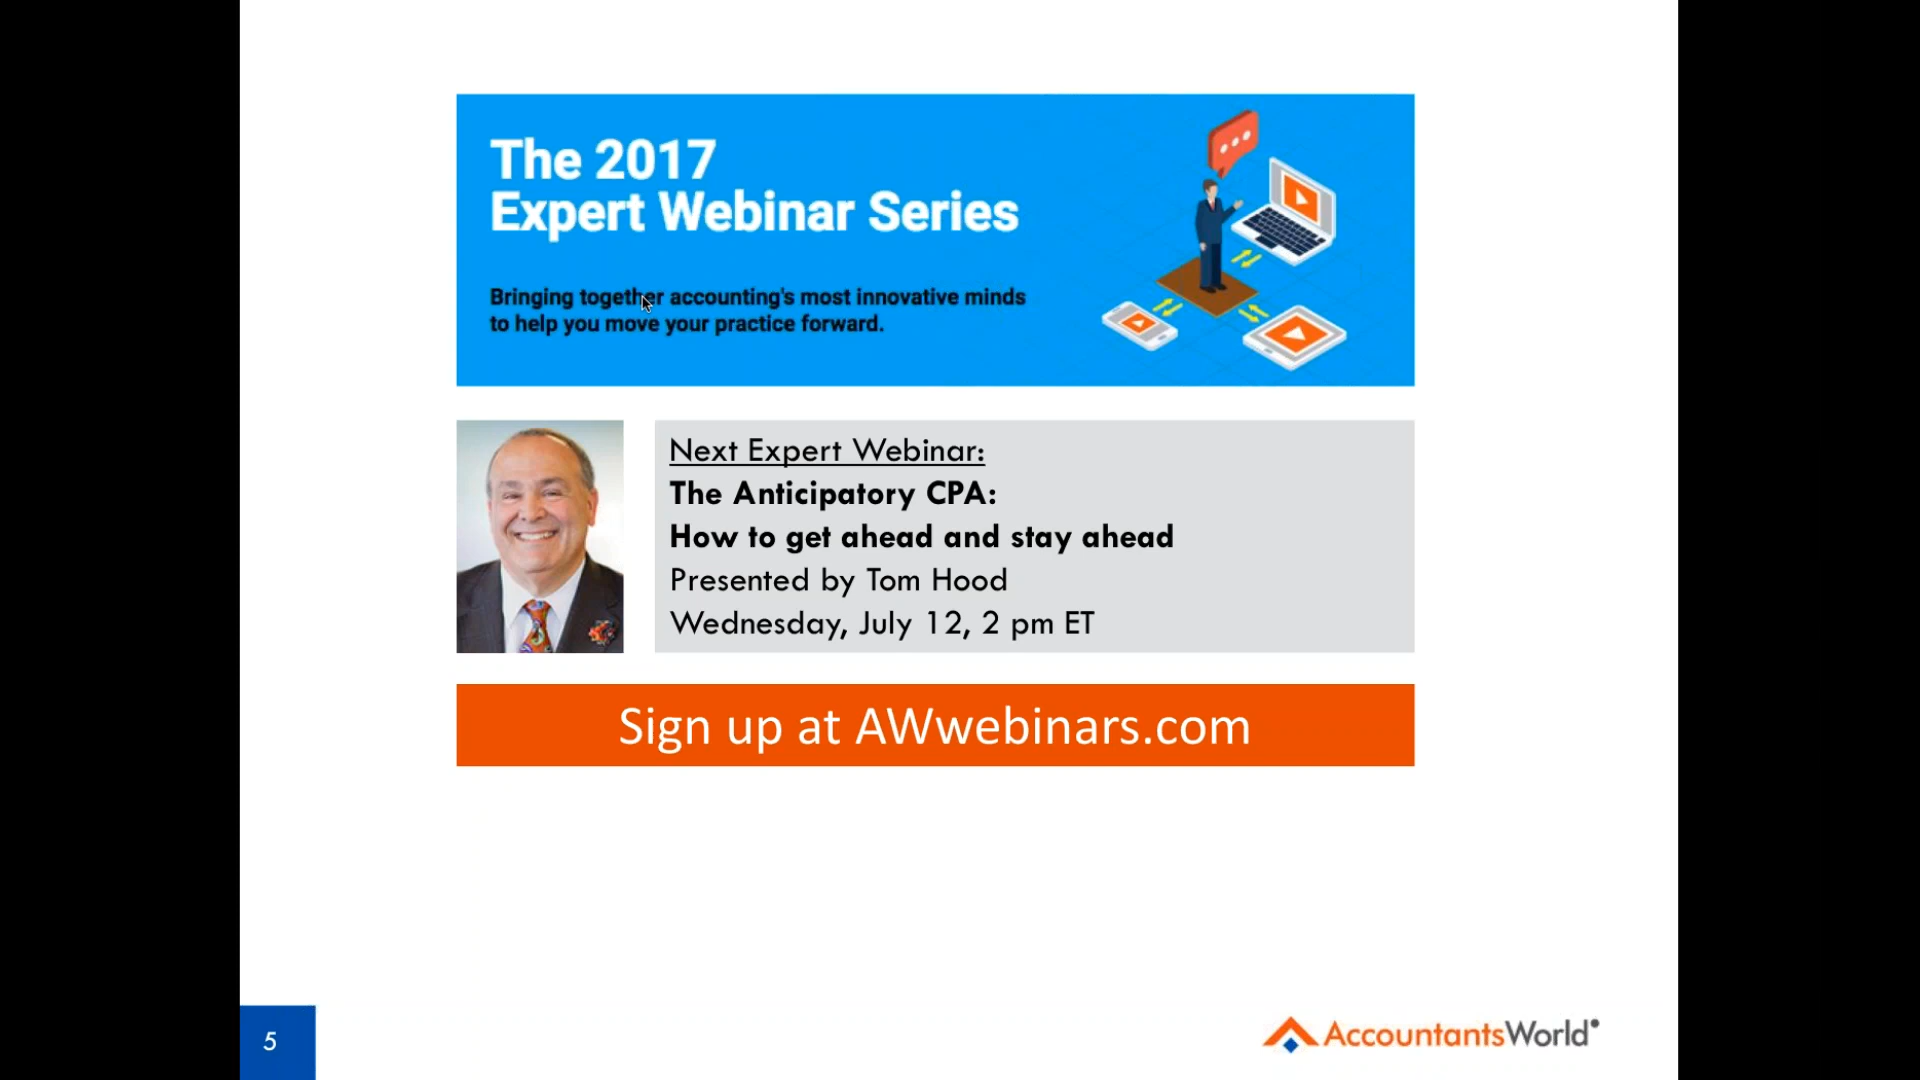 The 2017
Expert Webinar Series
Bringing together accounting's most innovative minds
to help you move your practice forward.
Next Expert Webinar:
The Anticipatory CPA:
How to get ahead and stay ahead
Presented by Tom Hood
Wednesday, July 12, 2 pm ET
Sign up at AWwebinars.com
5
AccountantsWorld